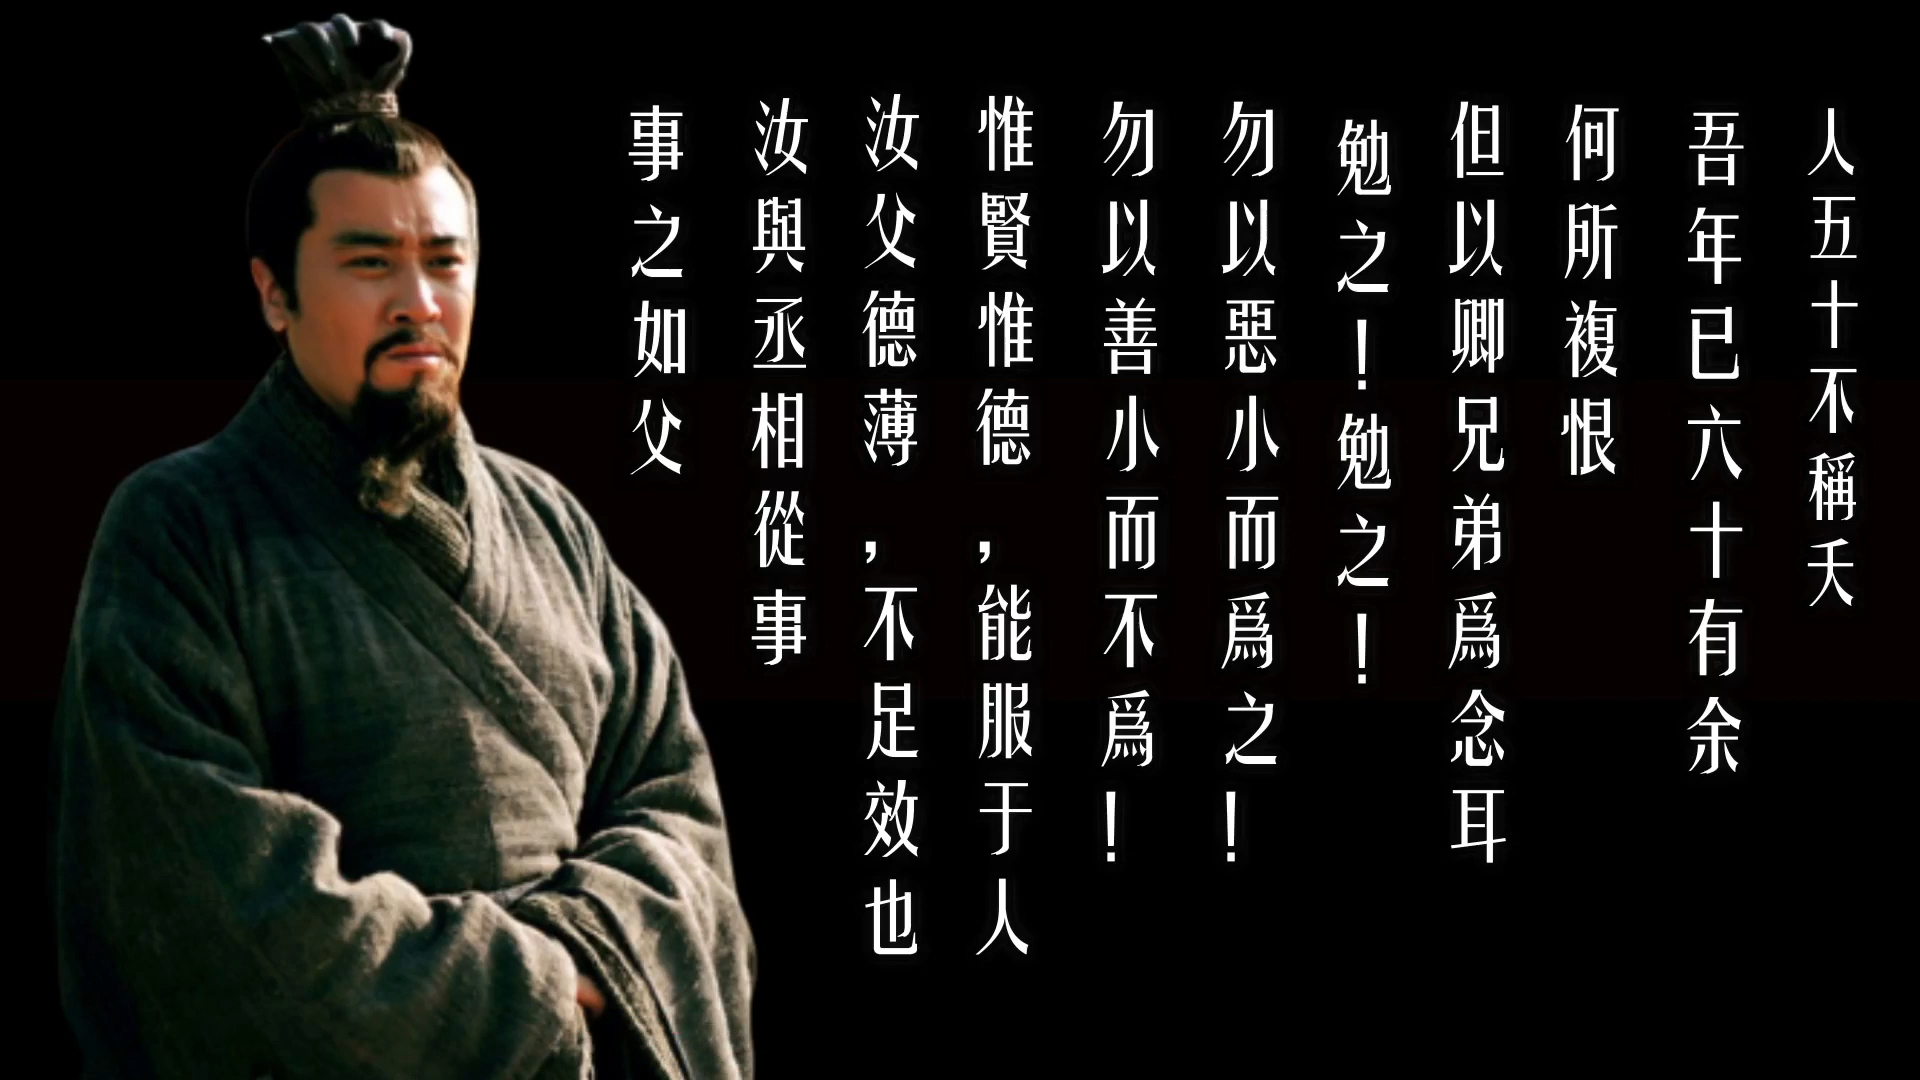 人五十不稱夭
吾年已六十有余
何所複恨
但以卿兄弟爲念耳
勉之！勉之！
勿以惡小而爲之！
勿以善小而不爲！
惟賢惟德，能服于人
汝父德薄，不足效也
汝與丞相從事
事之如父